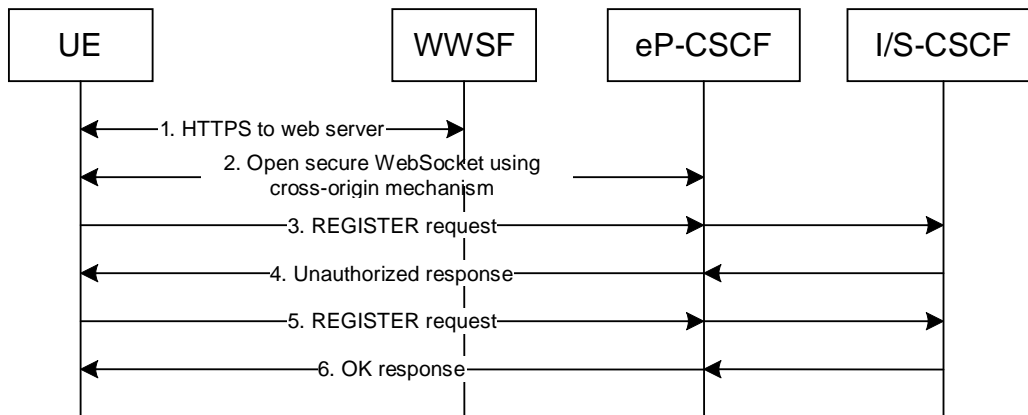 UE
WWSF
eP-CSCF
I/S-CSCF
1. HTTPS to web server
2. Open secure WebSocket using
cross-origin mechanism
3. REGISTER request
4. Unauthorized response
5. REGISTER request
6. OK response